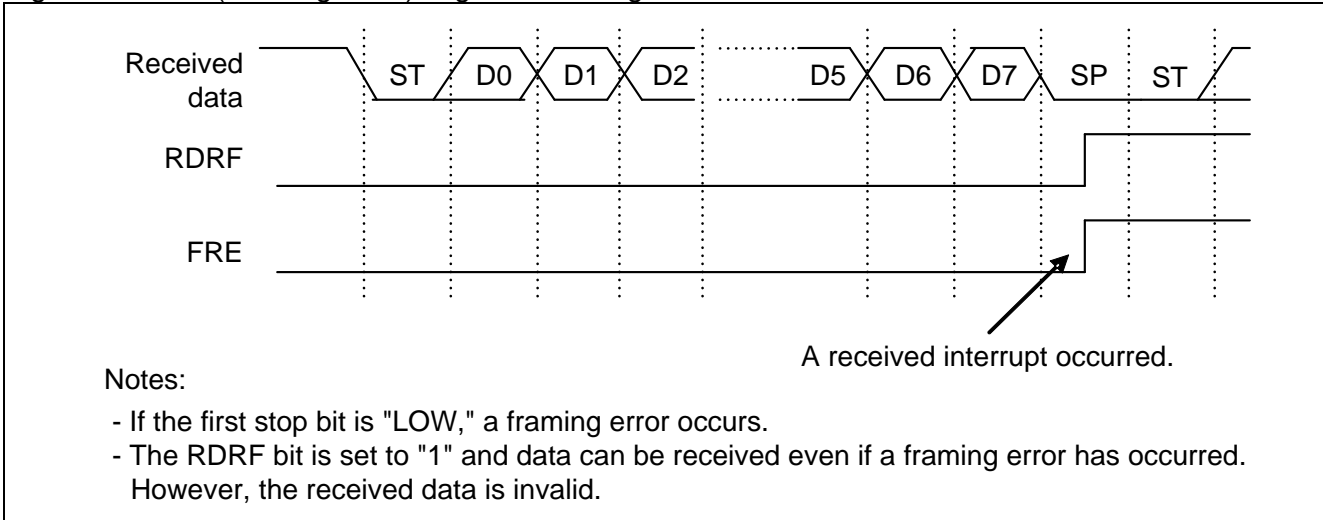 Received data
ST D0 D1 D2 D5 D6 D7 SP ST
RDRF
FRE
A received interrupt occurred.
Notes:
- If the first stop bit is "LOW," a framing error occurs.
- The RDRF bit is set to "1" and data can be received even if a framing error has occurred.
However, the received data is invalid.